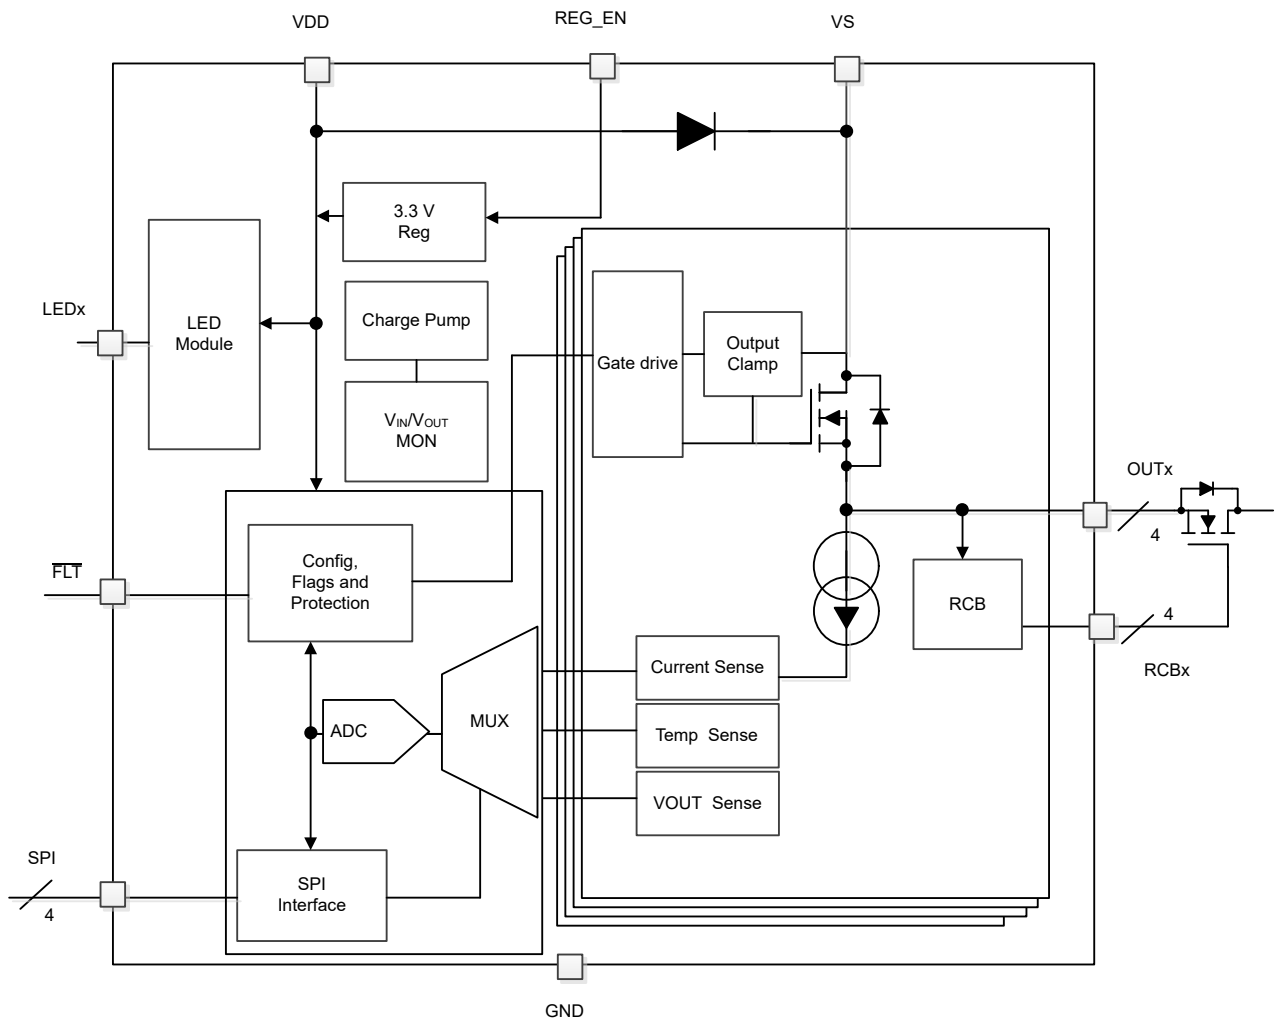 VDD
REG_EN
VS
3.3 V
Reg
LEDx
LED
Module
Charge Pump
VIN/VOUT
MON
Gate drive
Output
Clamp
OUTx
4
FLT
Config,
Flags and
Protection
RCB
4
RCBx
Current Sense
ADC
MUX
Temp Sense
VOUT Sense
SPI
4
SPI
Interface
GND